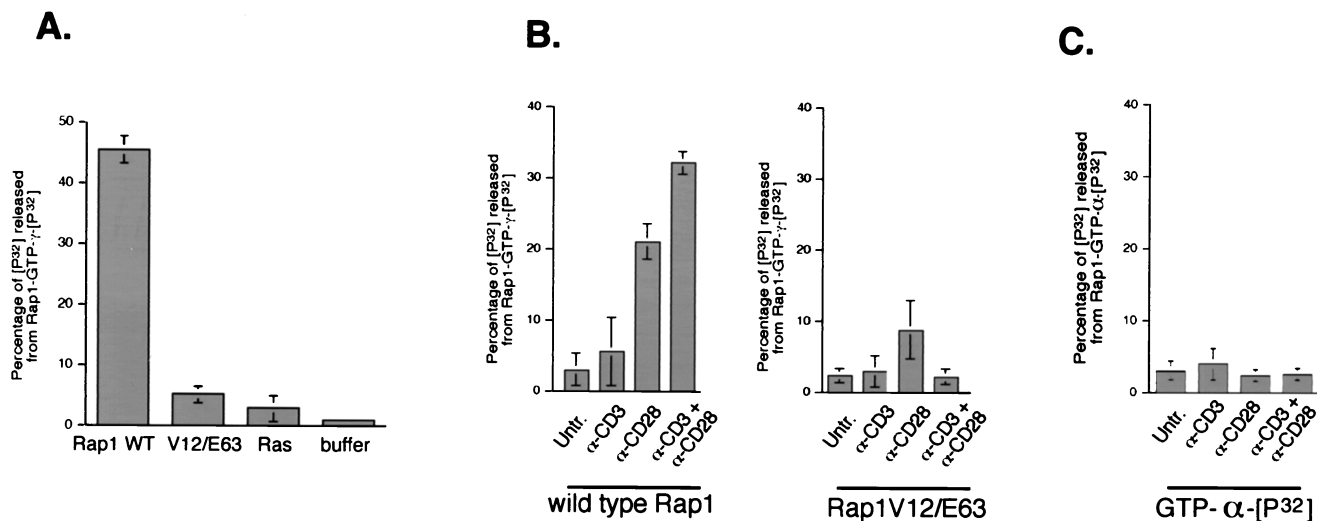 A.
Percentage of [P32] released
from Rap1-GTP-γ-[P32]
50
40
30
20
10
0
Rap1 WT
V12/E63
Ras
buffer
B.
Percentage of [P32] released
from Rap1-GTP-γ-[P32]
40
30
20
10
0
Untr.
α-CD3
α-CD28
α-CD3 +
α-CD28
wild type Rap1
Percentage of [P32] released
from Rap1-GTP-γ-[P32]
40
30
20
10
0
Untr.
α-CD3
α-CD28
α-CD3 +
α-CD28
Rap1V12/E63
C.
Percentage of [P32] released
from Rap1-GTP-α-[P32]
40
30
20
10
0
Untr.
α-CD3
α-CD28
α-CD3 +
α-CD28
GTP- α-[P32]